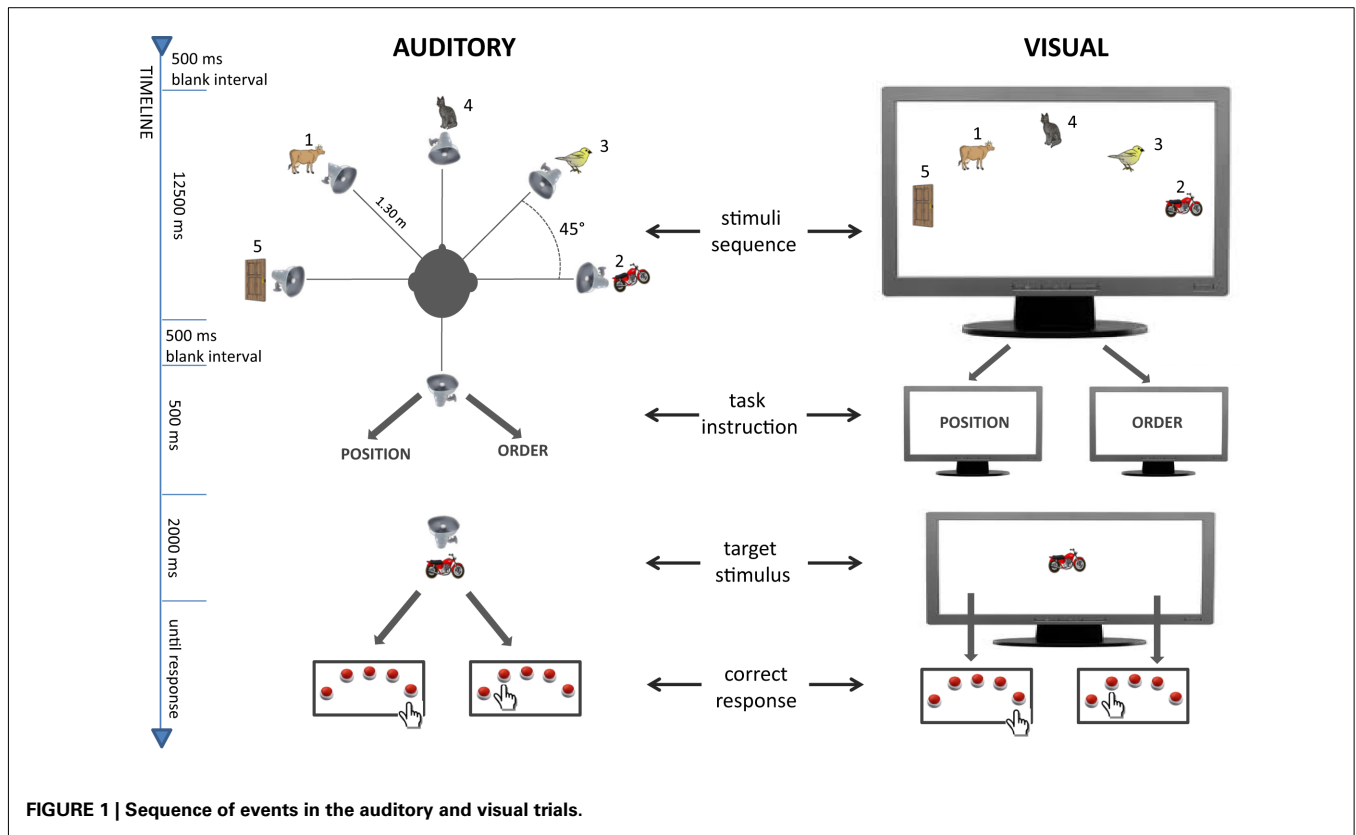 AUDITORY
VISUAL
TIMELINE
500 ms
blank interval
12500 ms
500 ms
blank interval
500 ms
2000 ms
until response
4
1
3
1.30 m
45°
5
2
stimuli
sequence
4
1
3
5
2
POSITION
ORDER
task
instruction
POSITION
ORDER
target
stimulus
correct
response
FIGURE 1 | Sequence of events in the auditory and visual trials.